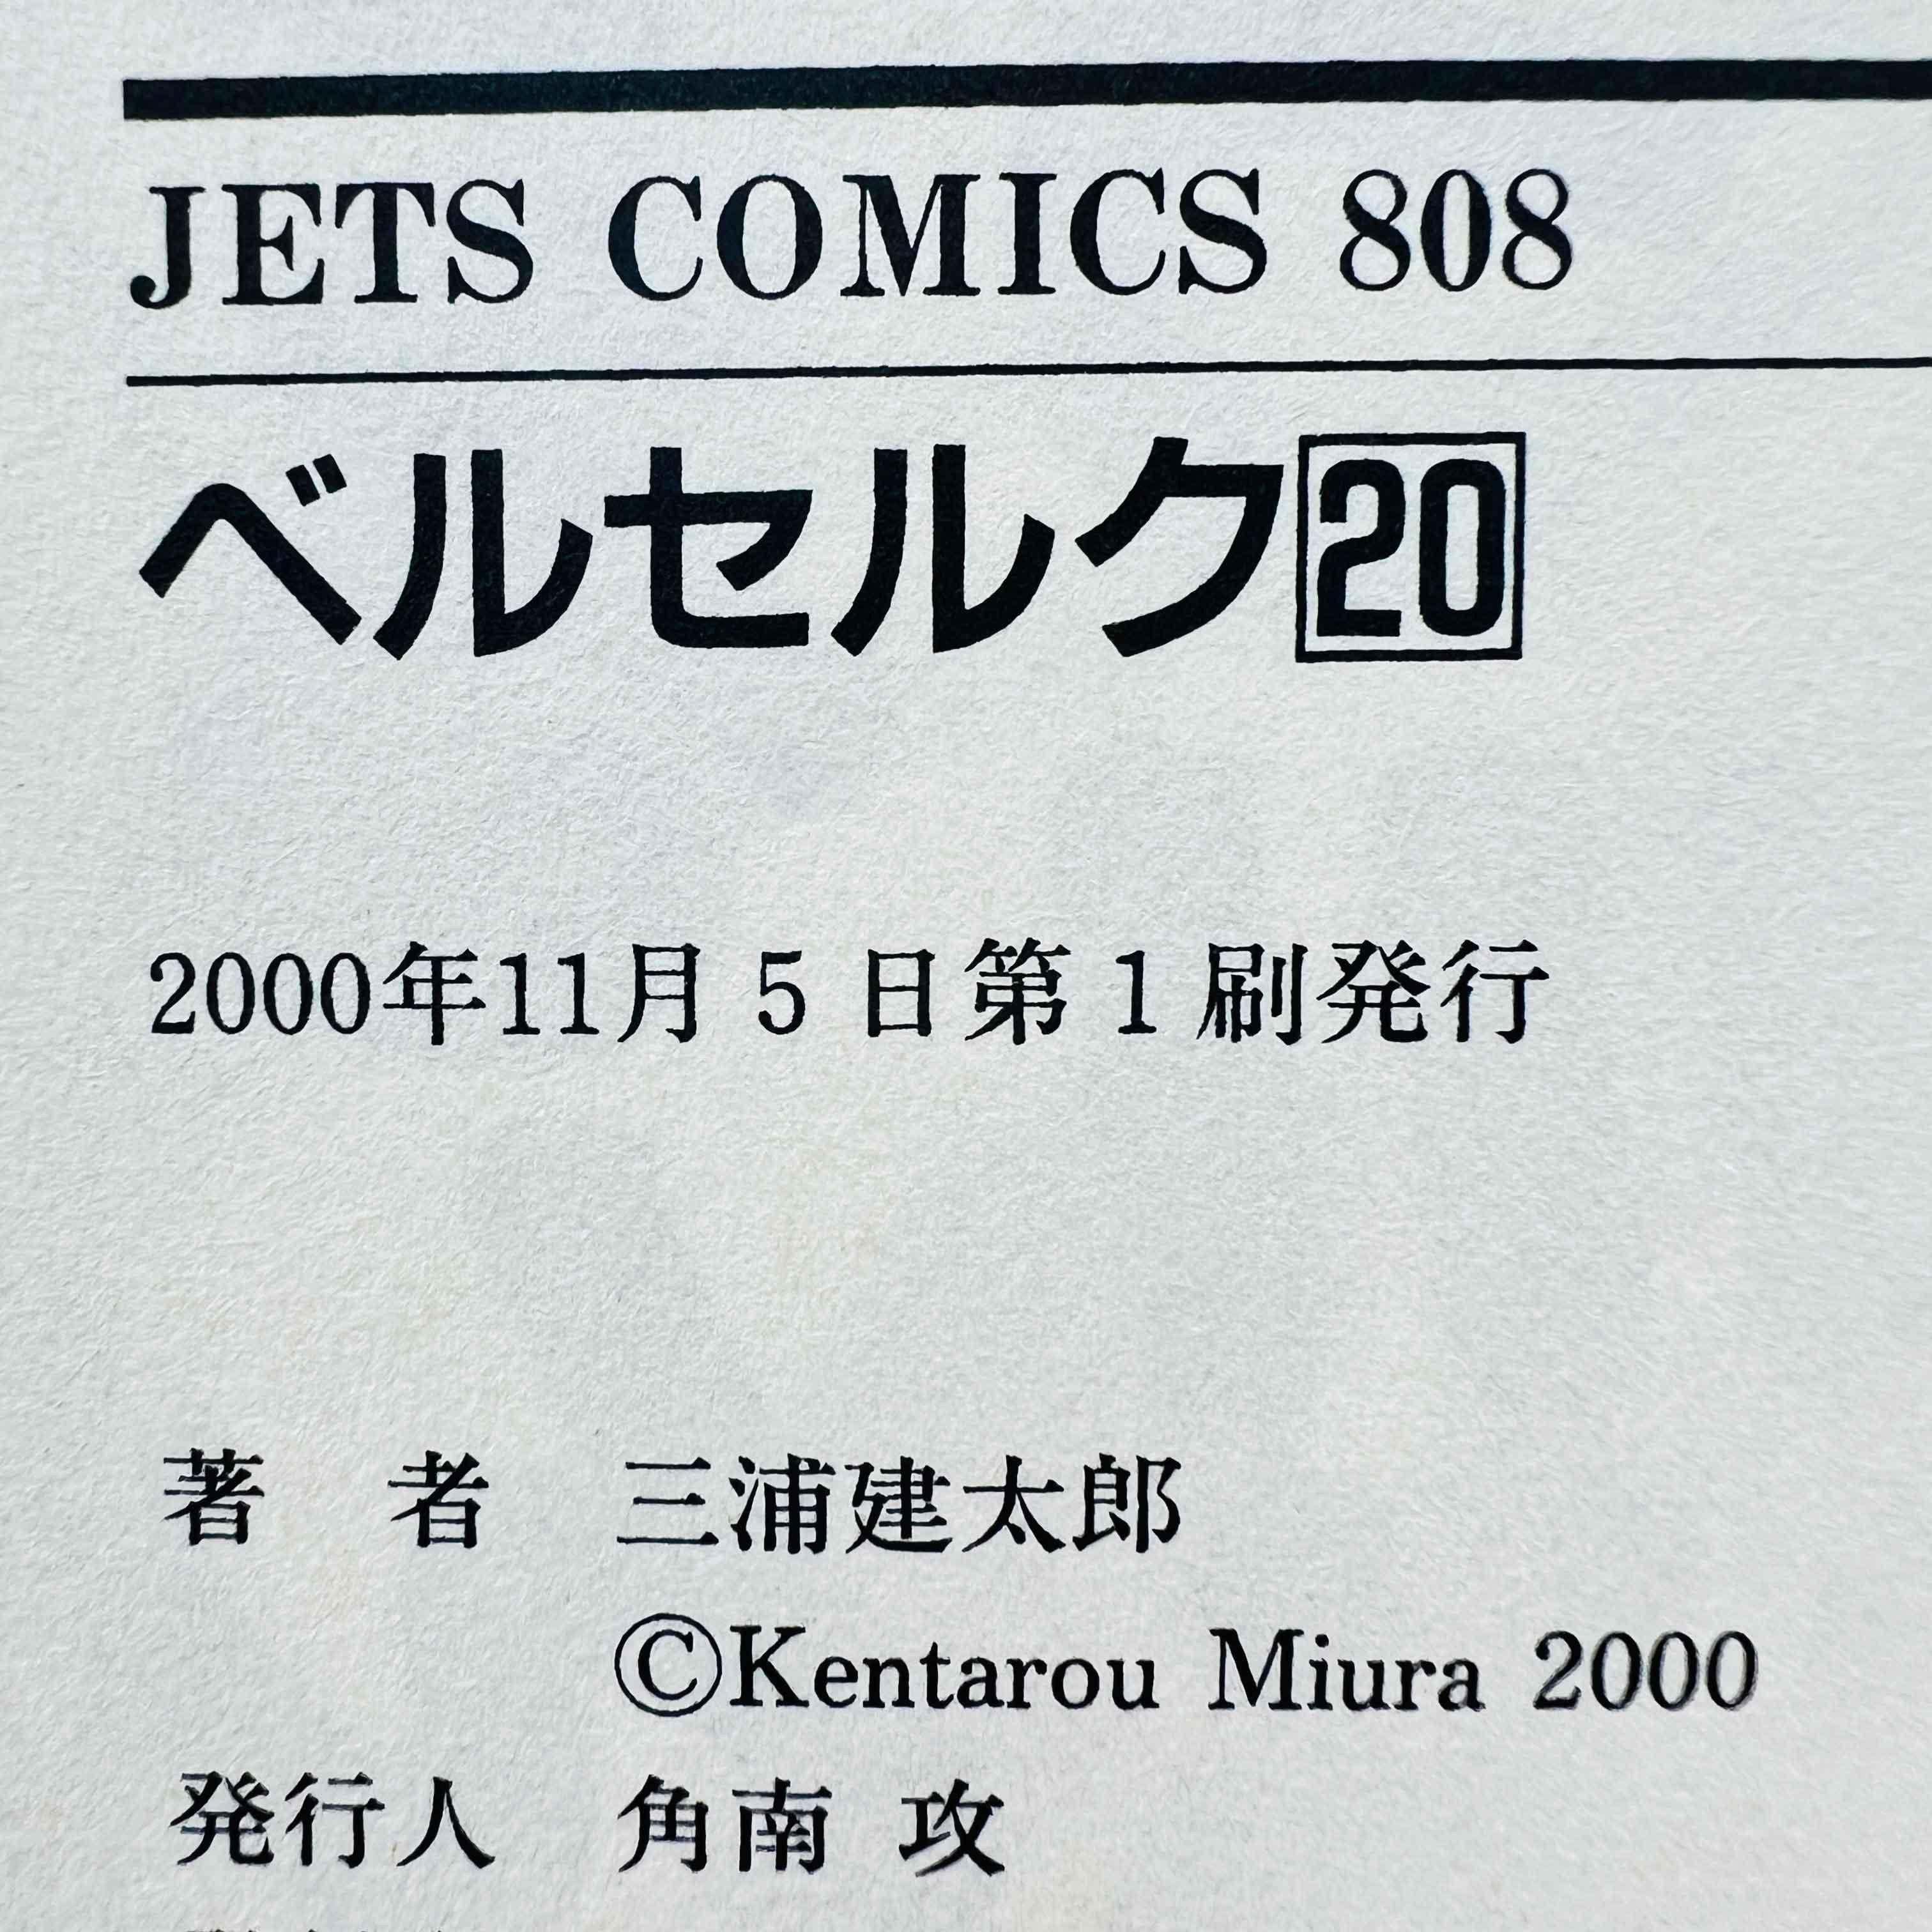 JETS COMICS 808
ベルセルク20
2000年11月5日第1刷発行
著 者 三浦建太郎
©Kentarou Miura 2000
発行人 角南 攻